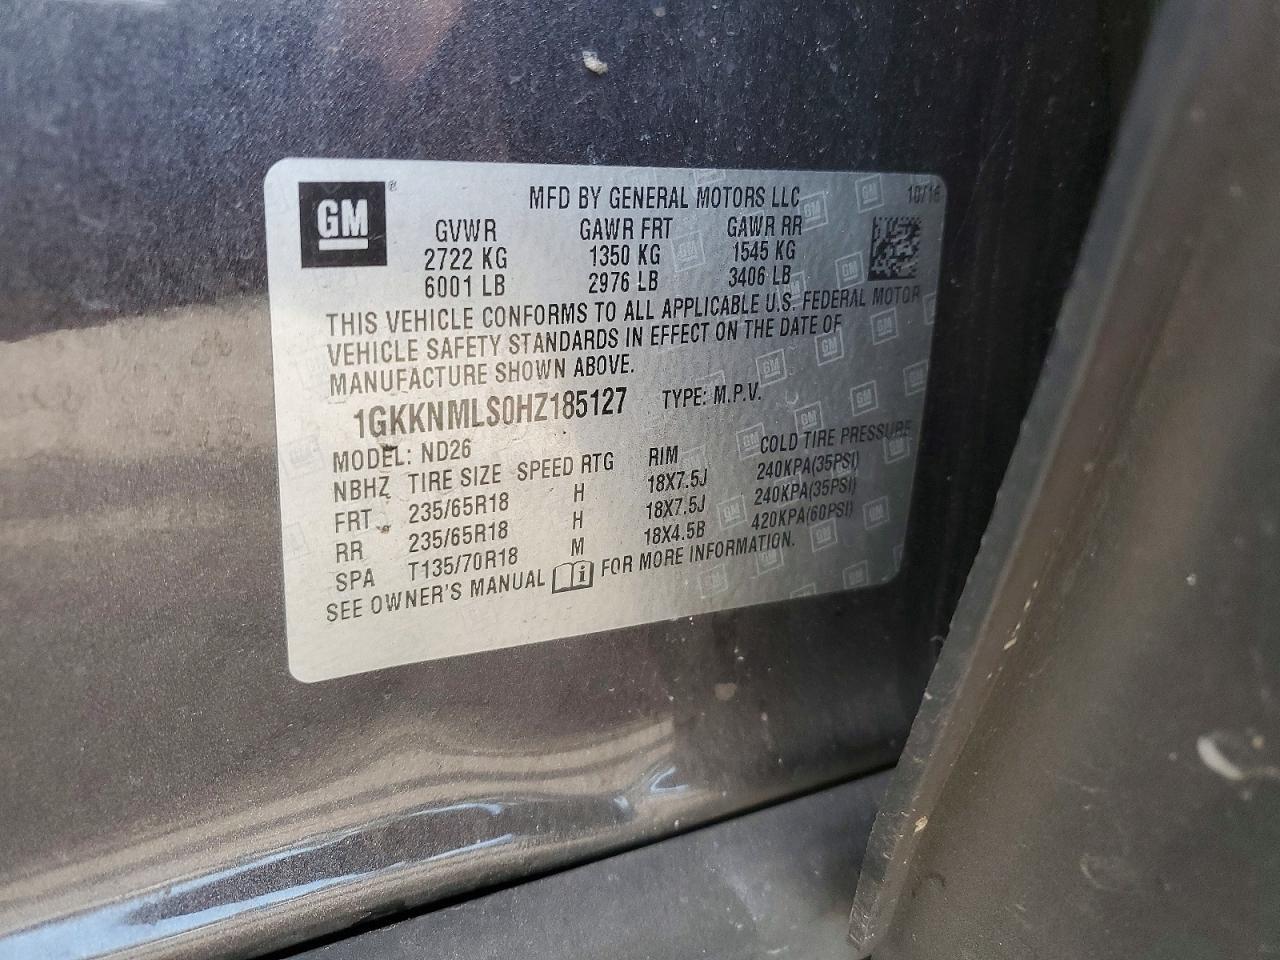 GM
MFD BY GENERAL MOTORS LLC 10/16
GVWR GAWR FRT GAWR RR
2722 KG 1350 KG 1545 KG
6001 LB 2976 LB 3406 LB
THIS VEHICLE CONFORMS TO ALL APPLICABLE U.S. FEDERAL MOTOR
VEHICLE SAFETY STANDARDS IN EFFECT ON THE DATE OF
MANUFACTURE SHOWN ABOVE.
1GKKNMLS0HZ185127 TYPE: M.P.V.
MODEL: ND26
NBHZ TIRE SIZE SPEED RTG RIM COLD TIRE PRESSURE
FRT 235/65R18 H 18X7.5J 240KPA(35PSI)
RR 235/65R18 H 18X7.5J 240KPA(35PSI)
SPA T135/70R18 M 18X4.5B 420KPA(60PSI)
SEE OWNER'S MANUAL i FOR MORE INFORMATION.